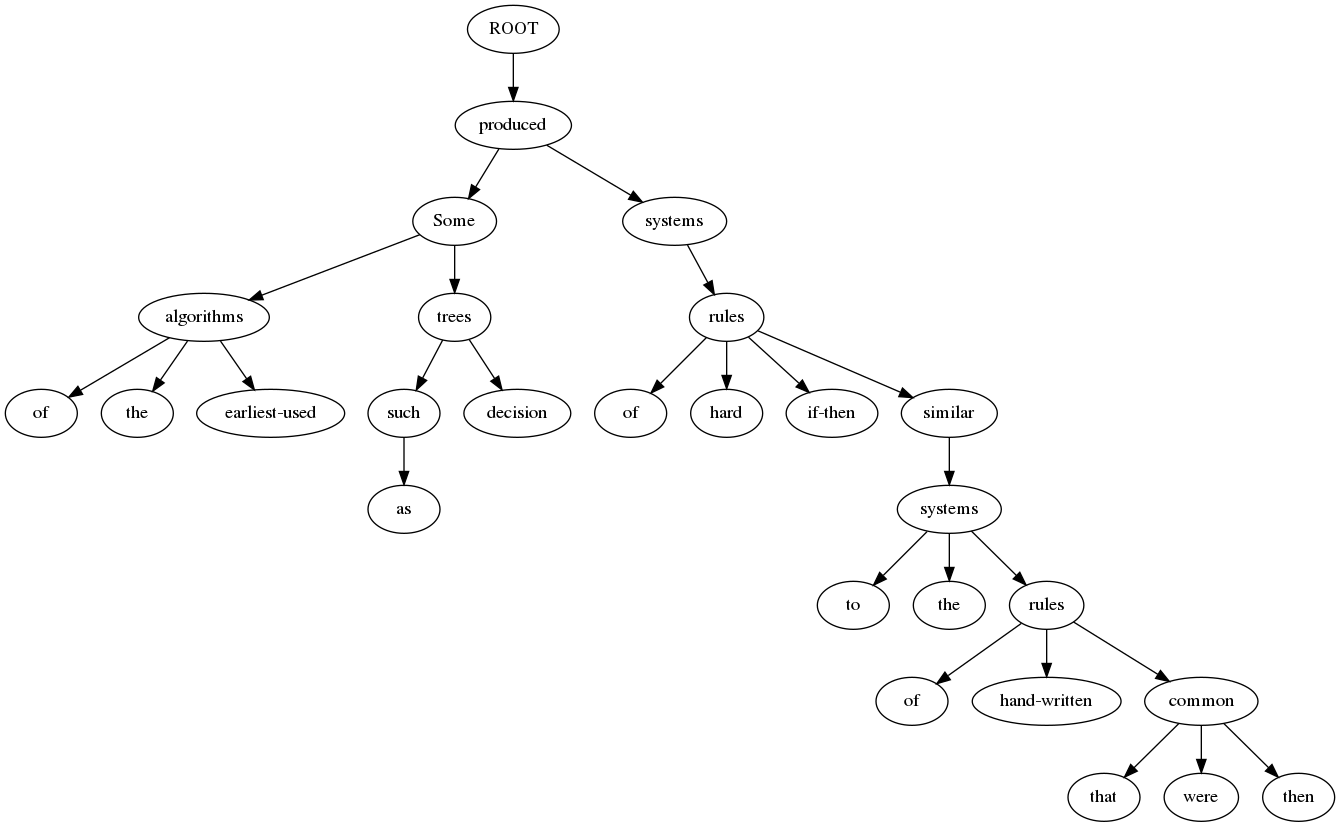 ROOT
produced
Some systems
algorithms trees rules
of the earliest-used such decision of hard if-then similar
as systems
to the rules
of hand-written common
that were then